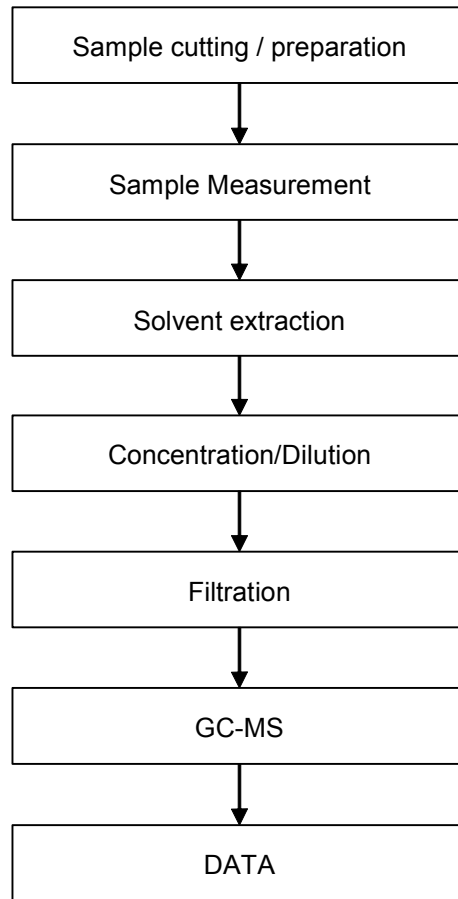 Sample cutting / preparation
Sample Measurement
Solvent extraction
Concentration/Dilution
Filtration
GC-MS
DATA